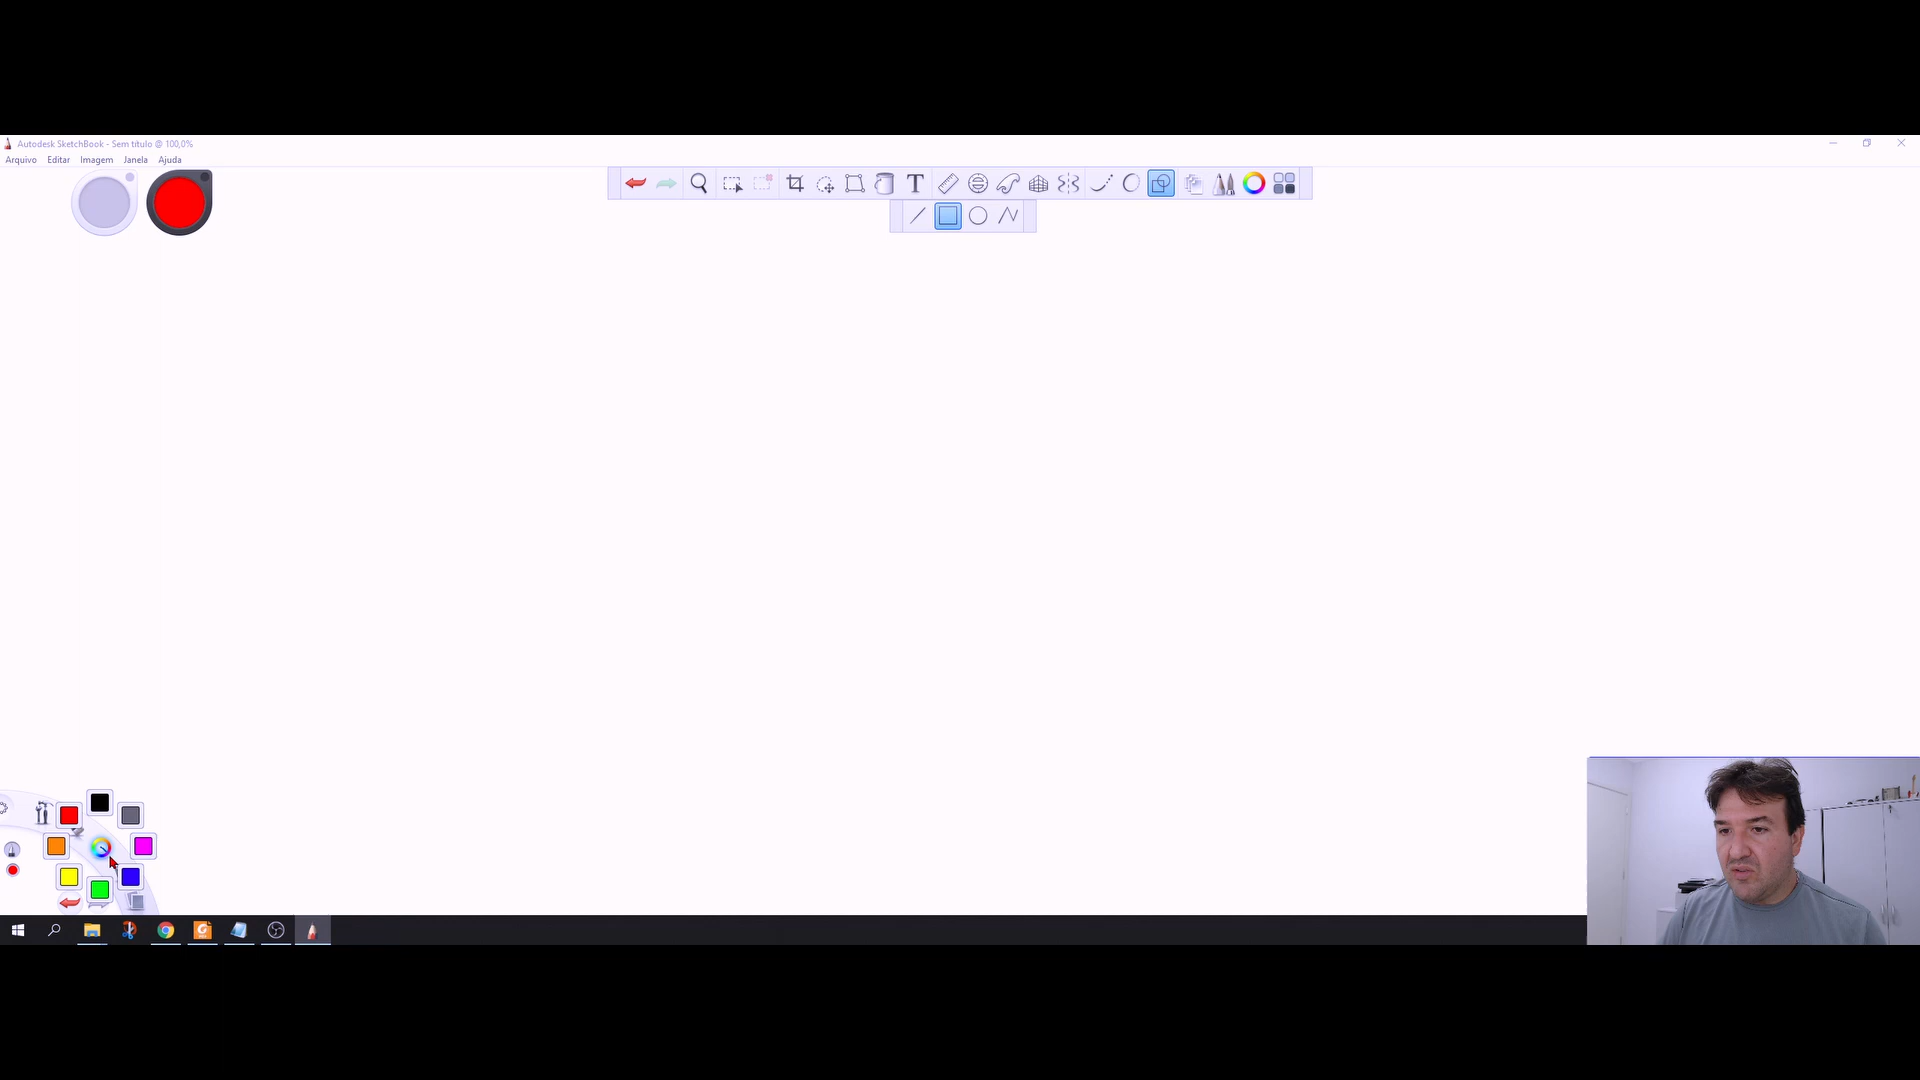 Autodesk SketchBook - Sem título @ 100,0%
Arquivo Editar Imagem Janela Ajuda
T